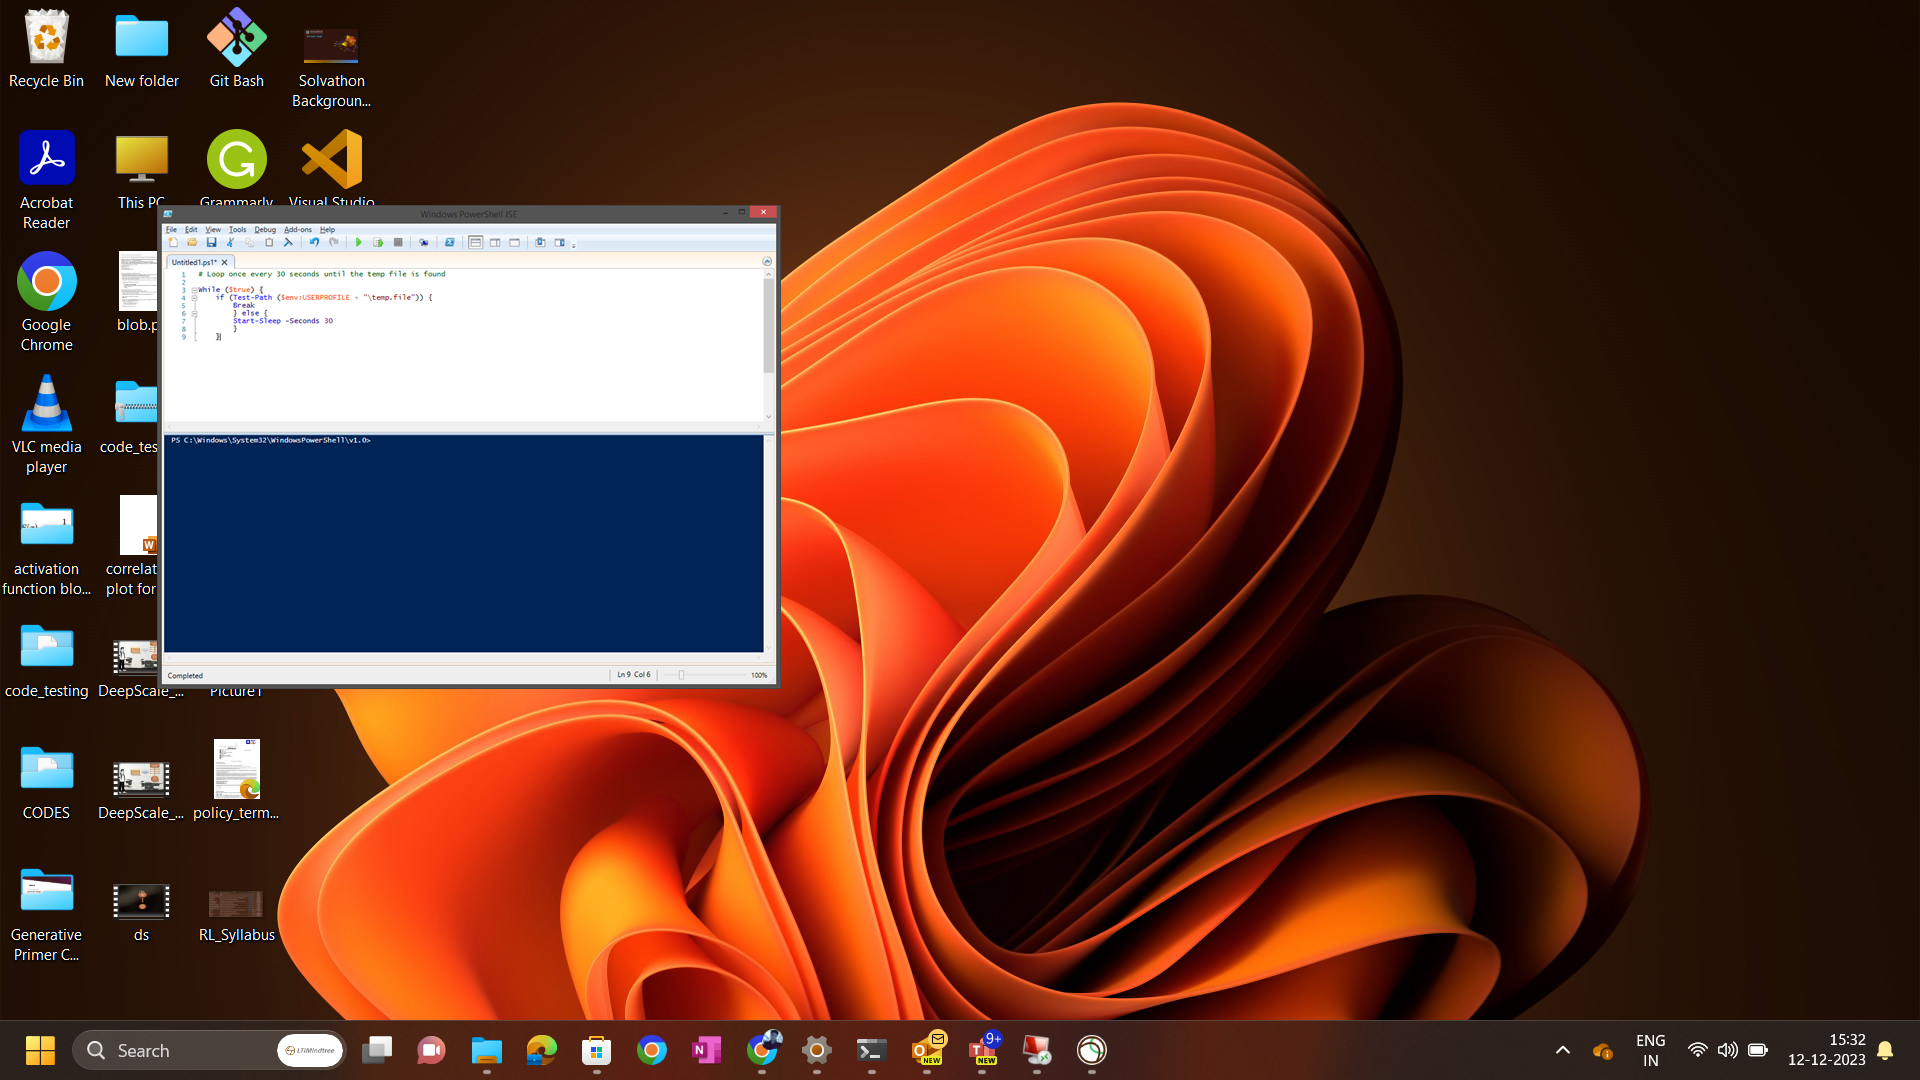 Recycle Bin
New folder
Git Bash
Solvathon
Backgroun...
Acrobat
Reader
This PC
Grammarly
Visual Studio
Google
Chrome
blob.p
VLC media
player
code_tes
activation
function blo...
correlat
plot for
code_testing
DeepScale_...
Picture1
CODES
DeepScale_...
policy_term...
Generative
Primer C...
ds
RL_Syllabus
Windows PowerShell ISE
File Edit View Tools Debug Add-ons Help
Untitled1.ps1*
1 # Loop once every 30 seconds until the temp file is found
2
3 While ($true) {
4 if (Test-Path ($env:USERPROFILE + "\temp.file")) {
5 Break
6 } else {
7 Start-Sleep -Seconds 30
8 }
9 }
PS C:\Windows\System32\WindowsPowerShell\v1.0>
Completed
Ln 9 Col 6
100%
Search
LTIMindtree
NEW
9+
NEW
ENG
IN
15:32
12-12-2023